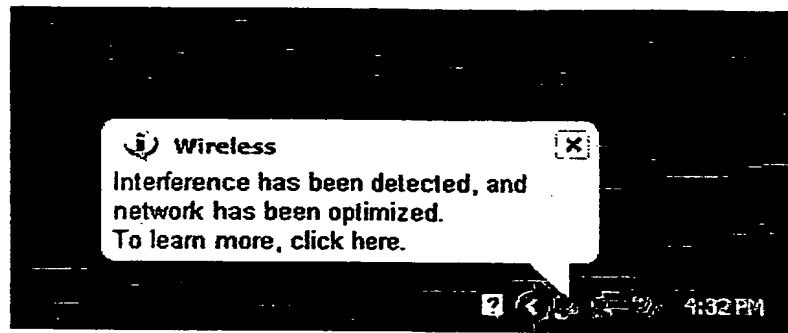 Wireless
Interference has been detected, and
network has been optimized.
To learn more, click here.
4:32 PM